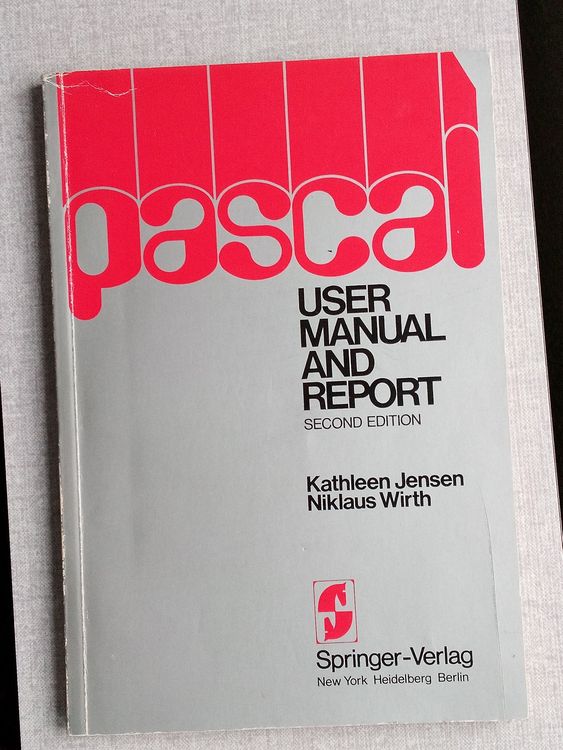 pascal
USER
MANUAL
AND
REPORT
SECOND EDITION
Kathleen Jensen
Niklaus Wirth
Springer-Verlag
New York Heidelberg Berlin